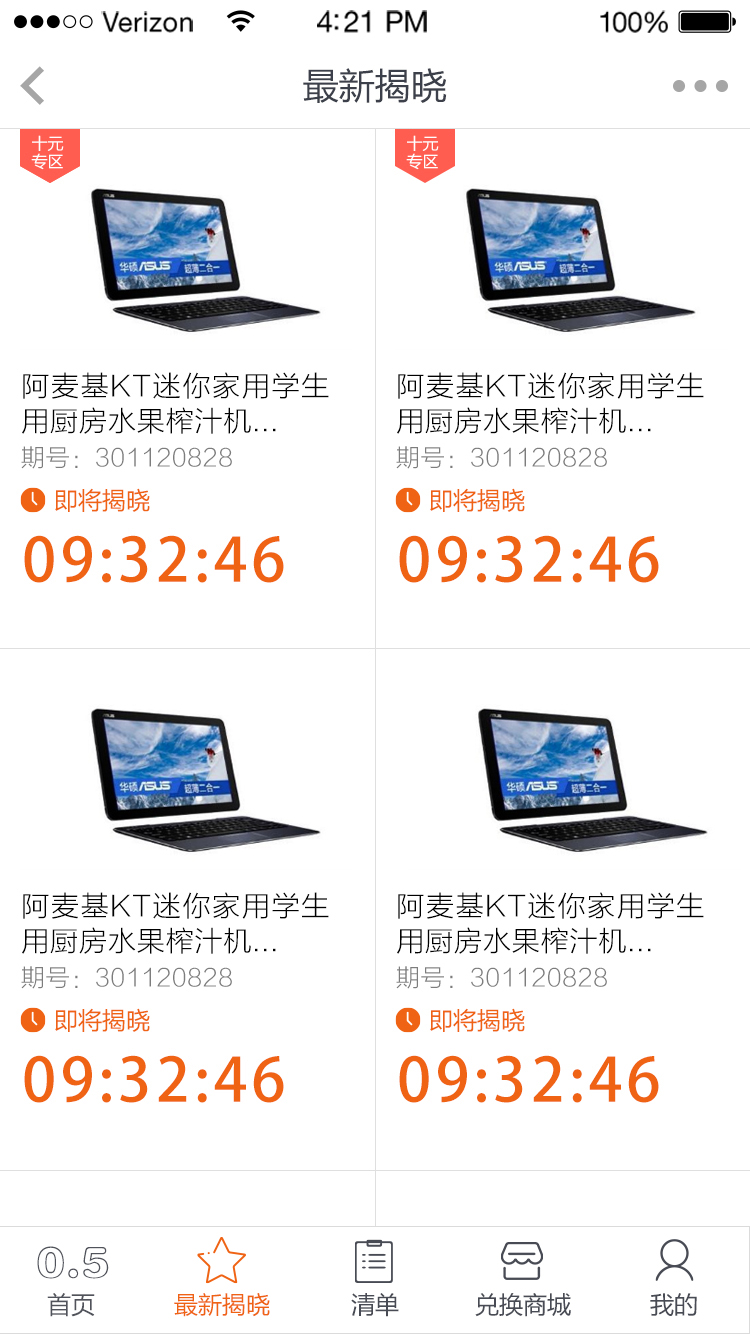 Verizon 4:21 PM 100%
最新揭晓
十元
专区
十元
专区
华硕 ASUS 超薄二合一
华硕 ASUS 超薄二合一
阿麦基KT迷你家用学生
用厨房水果榨汁机...
期号：301120828
即将揭晓
09:32:46
阿麦基KT迷你家用学生
用厨房水果榨汁机...
期号：301120828
即将揭晓
09:32:46
华硕 ASUS 超薄二合一
华硕 ASUS 超薄二合一
阿麦基KT迷你家用学生
用厨房水果榨汁机...
期号：301120828
即将揭晓
09:32:46
阿麦基KT迷你家用学生
用厨房水果榨汁机...
期号：301120828
即将揭晓
09:32:46
0.5
首页
最新揭晓
清单
兑换商城
我的